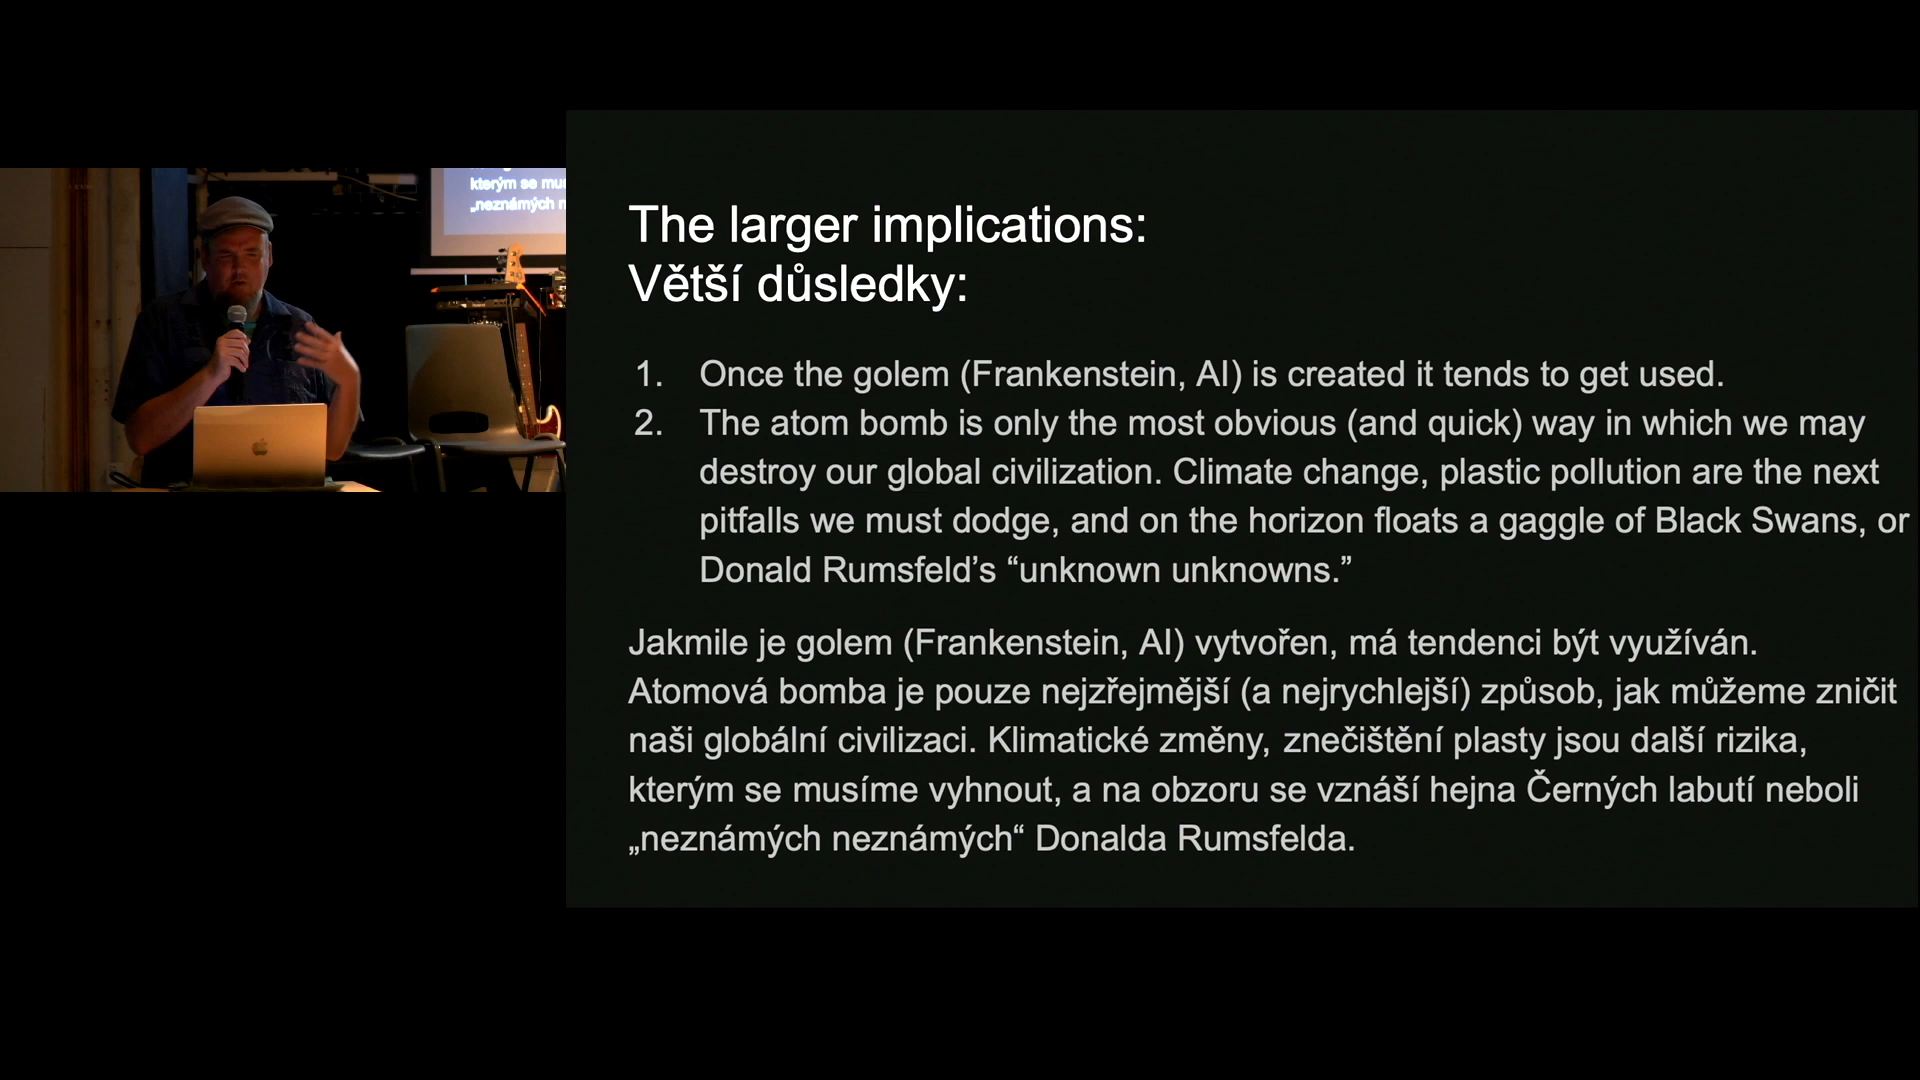 kterým se mus
„neznámých n
The larger implications:
Větší důsledky:
1. Once the golem (Frankenstein, AI) is created it tends to get used.
2. The atom bomb is only the most obvious (and quick) way in which we may
destroy our global civilization. Climate change, plastic pollution are the next
pitfalls we must dodge, and on the horizon floats a gaggle of Black Swans, or
Donald Rumsfeld’s “unknown unknowns.”
Jakmile je golem (Frankenstein, AI) vytvořen, má tendenci být využíván.
Atomová bomba je pouze nejzřejmější (a nejrychlejší) způsob, jak můžeme zničit
naši globální civilizaci. Klimatické změny, znečištění plasty jsou další rizika,
kterým se musíme vyhnout, a na obzoru se vznáší hejna Černých labutí neboli
„neznámých neznámých“ Donalda Rumsfelda.